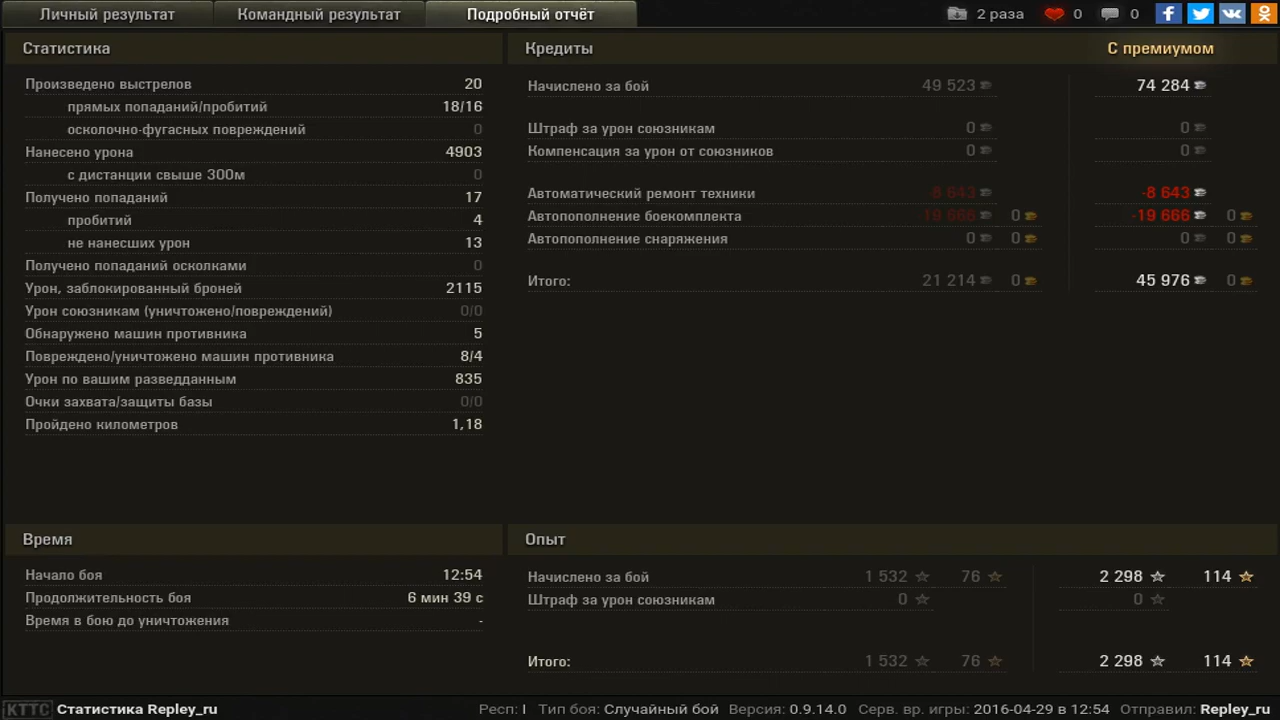 Личный результат Командный результат Подробный отчёт 2 раза 0 0
Статистика
Произведено выстрелов 20
прямых попаданий/пробитий 18/16
осколочно-фугасных повреждений 0
Нанесено урона 4903
с дистанции свыше 300м 0
Получено попаданий 17
пробитий 4
не нанесших урон 13
Получено попаданий осколками 0
Урон, заблокированный броней 2115
Урон союзникам (уничтожено/повреждений) 0/0
Обнаружено машин противника 5
Повреждено/уничтожено машин противника 8/4
Урон по вашим разведданным 835
Очки захвата/защиты базы 0/0
Пройдено километров 1,18
Кредиты С премиумом
Начислено за бой 49 523 74 284
Штраф за урон союзникам 0 0
Компенсация за урон от союзников 0 0
Автоматический ремонт техники -8 643 -8 643
Автопополнение боекомплекта -19 666 0 -19 666 0
Автопополнение снаряжения 0 0 0 0
Итого: 21 214 0 45 976 0
Время
Начало боя 12:54
Продолжительность боя 6 мин 39 с
Время в бою до уничтожения -
Опыт
Начислено за бой 1 532 76 2 298 114
Штраф за урон союзникам 0 0
Итого: 1 532 76 2 298 114
КТТС Статистика Repley_ru Респ: I Тип боя: Случайный бой Версия: 0.9.14.0 Серв. вр. игры: 2016-04-29 в 12:54 Отправил: Repley_ru